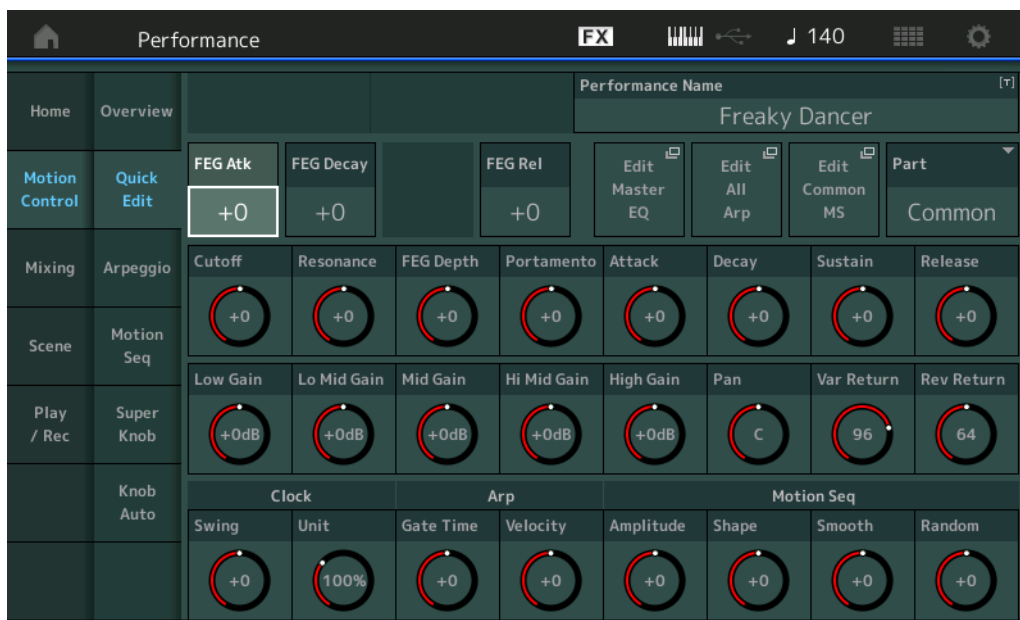 Performance FX 140
Performance Name [T]
Freaky Dancer
Home Overview
Motion Control
Quick Edit
Mixing Arpeggio
Scene
Motion Seq
Play / Rec
Super Knob
Knob Auto
FEG Atk FEG Decay FEG Rel
+0 +0 +0
Edit Master EQ
Edit All Arp
Edit Common MS
Part
Common
Cutoff Resonance FEG Depth Portamento Attack Decay Sustain Release
+0 +0 +0 +0 +0 +0 +0 +0
Low Gain Lo Mid Gain Mid Gain Hi Mid Gain High Gain Pan Var Return Rev Return
+0dB +0dB +0dB +0dB +0dB C 96 64
Clock Arp Motion Seq
Swing Unit Gate Time Velocity Amplitude Shape Smooth Random
+0 100% +0 +0 +0 +0 +0 +0